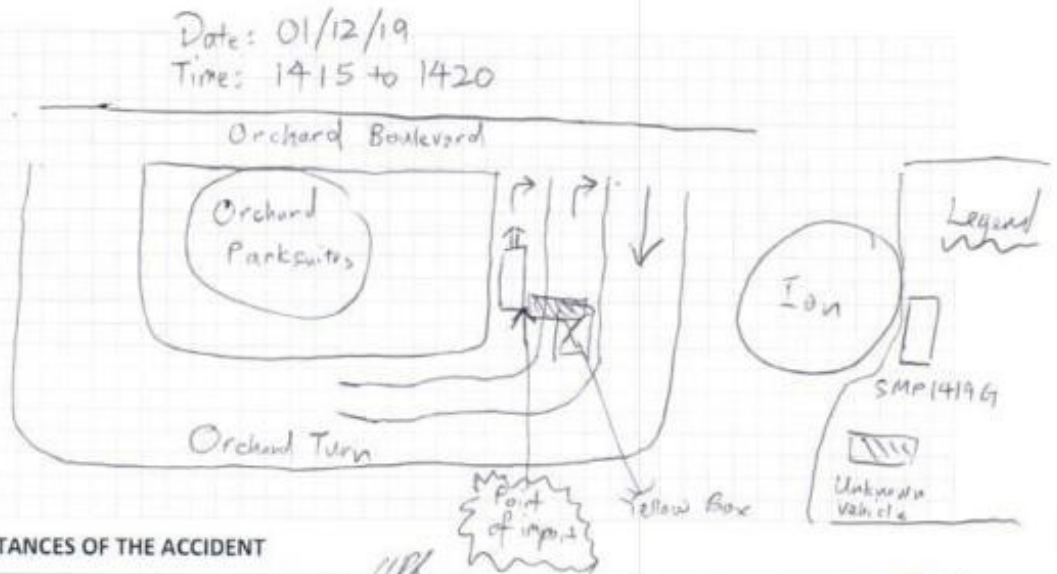 Date: 01/12/19
Time: 1415 to 1420
Orchard Boulevard
Orchard
Parksuites
Ion
Legend
SMP1419G
Unknown
vehicle
Orchard Turn
Point
of impact
Yellow Box
TANCES OF THE ACCIDENT